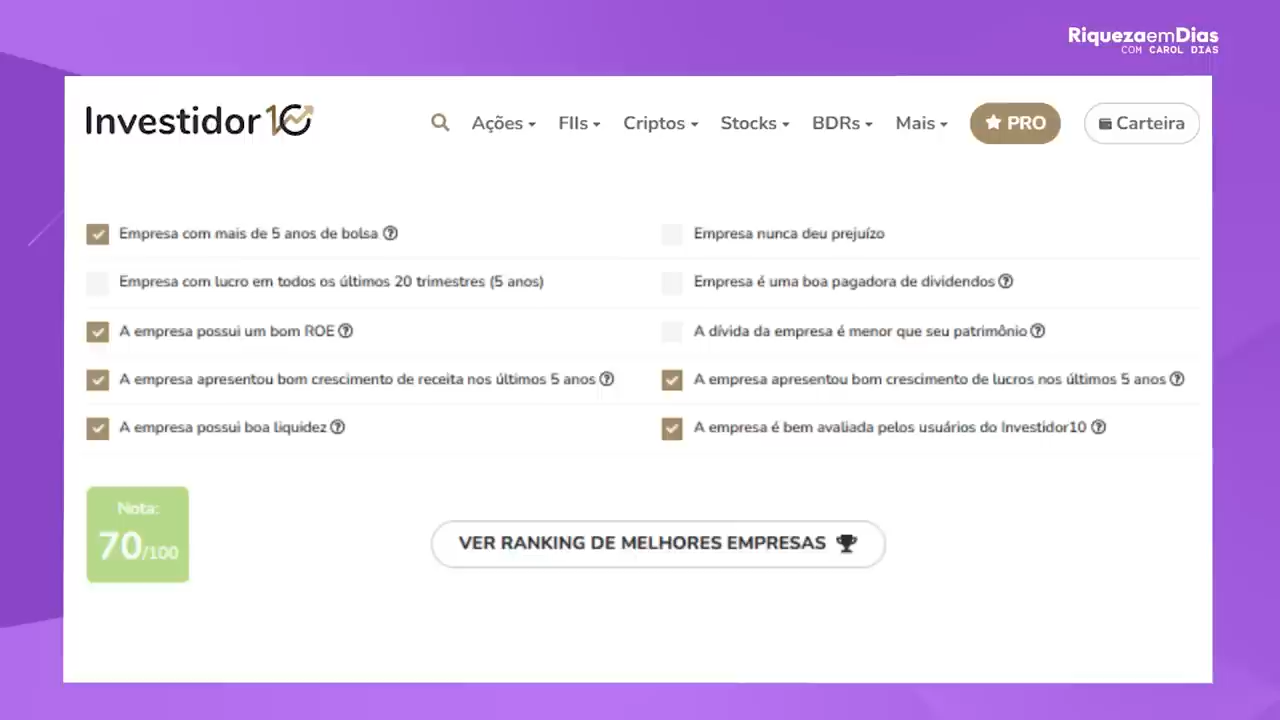 RiquezaemDias
COM CAROL DIAS
Investidor10
Ações
FIIs
Criptos
Stocks
BDRs
Mais
PRO
Carteira
Empresa com mais de 5 anos de bolsa
Empresa nunca deu prejuízo
Empresa com lucro em todos os últimos 20 trimestres (5 anos)
Empresa é uma boa pagadora de dividendos
A empresa possui um bom ROE
A dívida da empresa é menor que seu patrimônio
A empresa apresentou bom crescimento de receita nos últimos 5 anos
A empresa apresentou bom crescimento de lucros nos últimos 5 anos
A empresa possui boa liquidez
A empresa é bem avaliada pelos usuários do Investidor10
Nota:
70/100
VER RANKING DE MELHORES EMPRESAS